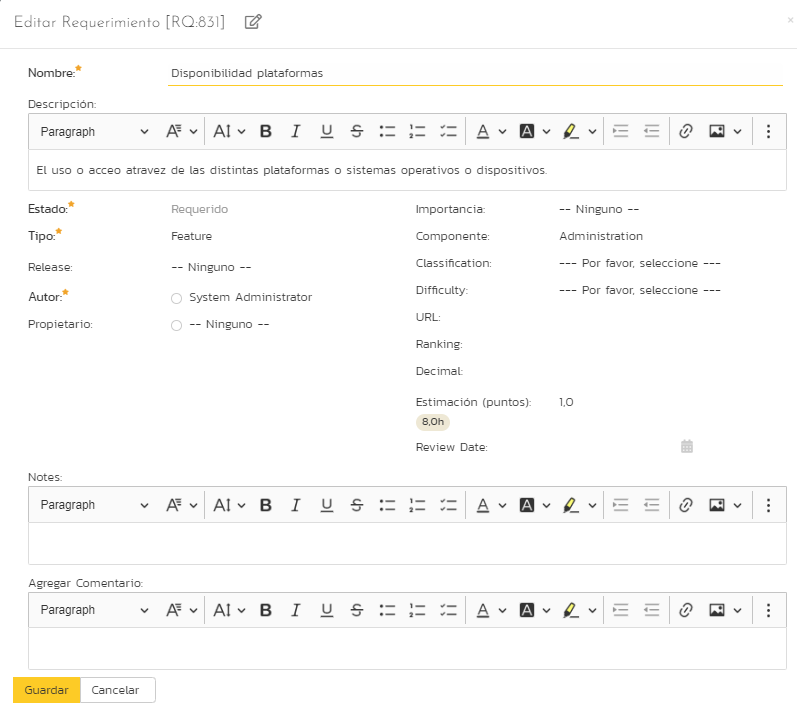 Editar Requerimiento [RQ:831]
Nombre: Disponibilidad plataformas
Descripción:
Paragraph
El uso o acceo atravez de las distintas plataformas o sistemas operativos o dispositivos.
Estado: Requerido
Tipo: Feature
Release: -- Ninguno --
Autor: System Administrator
Propietario: -- Ninguno --
Importancia: -- Ninguno --
Componente: Administration
Classification: --- Por favor, seleccione ---
Difficulty: --- Por favor, seleccione ---
URL:
Ranking:
Decimal:
Estimación (puntos): 1,0
8,0h
Review Date:
Notes:
Paragraph
Agregar Comentario:
Paragraph
Guardar Cancelar